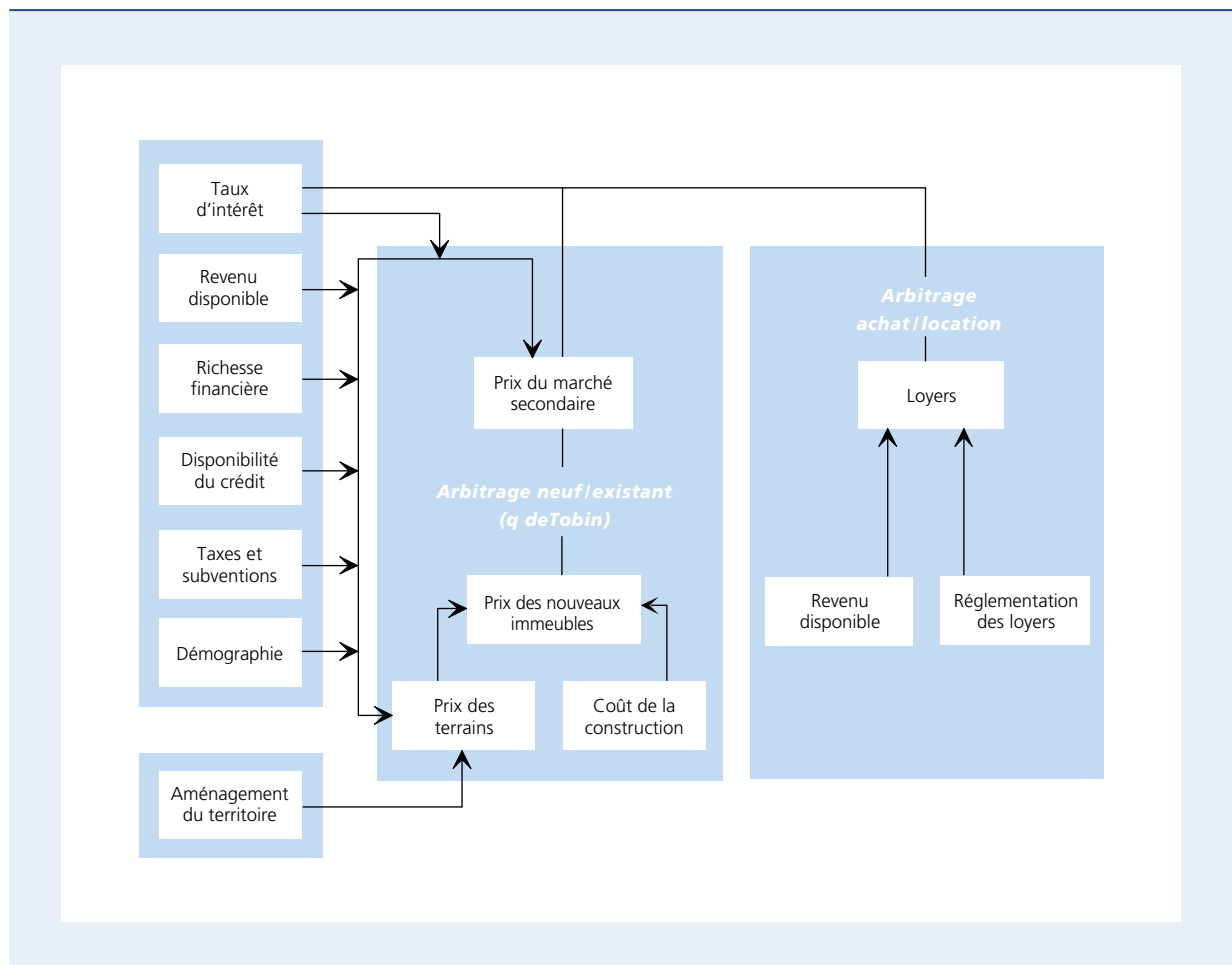 Taux
d’intérêt
Revenu
disponible
Richesse
financière
Disponibilité
du crédit
Taxes et
subventions
Démographie
Aménagement
du territoire
Prix du marché
secondaire
Arbitrage neuf/existant
(q deTobin)
Prix des nouveaux
immeubles
Prix des
terrains
Coût de la
construction
Arbitrage
achat/location
Loyers
Revenu
disponible
Réglementation
des loyers